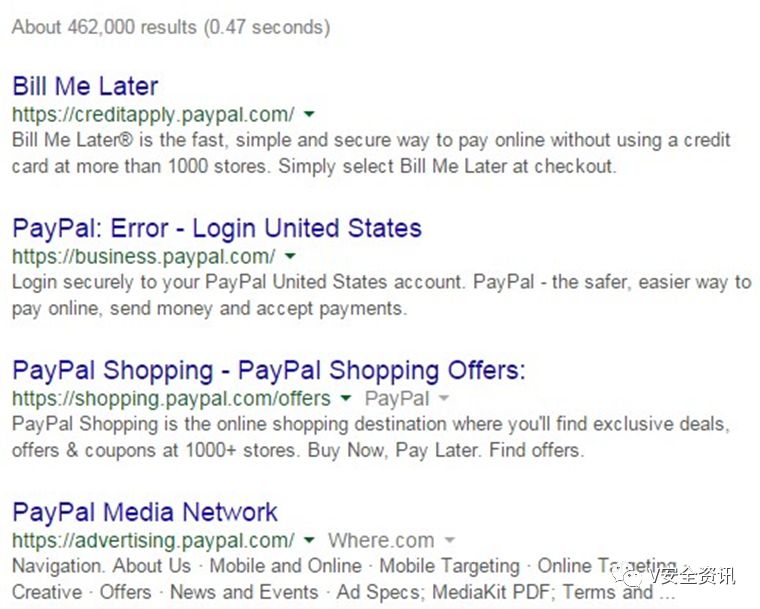 About 462,000 results (0.47 seconds)
Bill Me Later
https://creditapply.paypal.com/
Bill Me Later® is the fast, simple and secure way to pay online without using a credit
card at more than 1000 stores. Simply select Bill Me Later at checkout.
PayPal: Error - Login United States
https://business.paypal.com/
Login securely to your PayPal United States account. PayPal - the safer, easier way to
pay online, send money and accept payments.
PayPal Shopping - PayPal Shopping Offers:
https://shopping.paypal.com/offers PayPal
PayPal Shopping is the online shopping destination where you'll find exclusive deals,
offers & coupons at 1000+ stores. Buy Now, Pay Later. Find offers.
PayPal Media Network
https://advertising.paypal.com/ Where.com
Navigation. About Us · Mobile and Online · Mobile Targeting · Online Targeting
Creative · Offers · News and Events · Ad Specs; MediaKit PDF; Terms and ...
V安全资讯